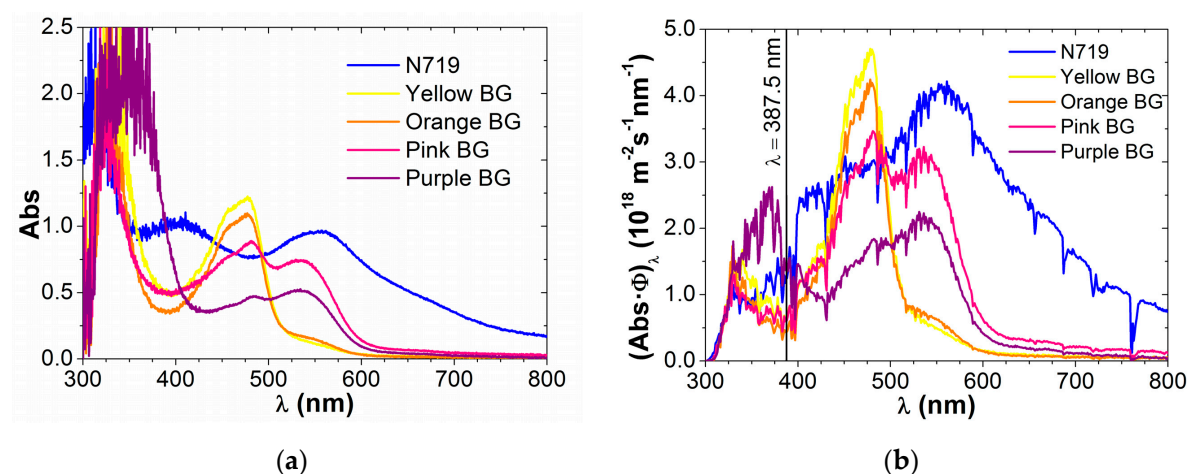 2.5
2.0
1.5
1.0
0.5
0.0
Abs
300 400 500 600 700 800
λ (nm)
N719
Yellow BG
Orange BG
Pink BG
Purple BG
(a)
5.0
4.0
3.0
2.0
1.0
0.0
(Abs·Φ)λ (10¹⁸ m⁻²s⁻¹nm⁻¹)
λ = 387.5 nm
300 400 500 600 700 800
λ (nm)
N719
Yellow BG
Orange BG
Pink BG
Purple BG
(b)